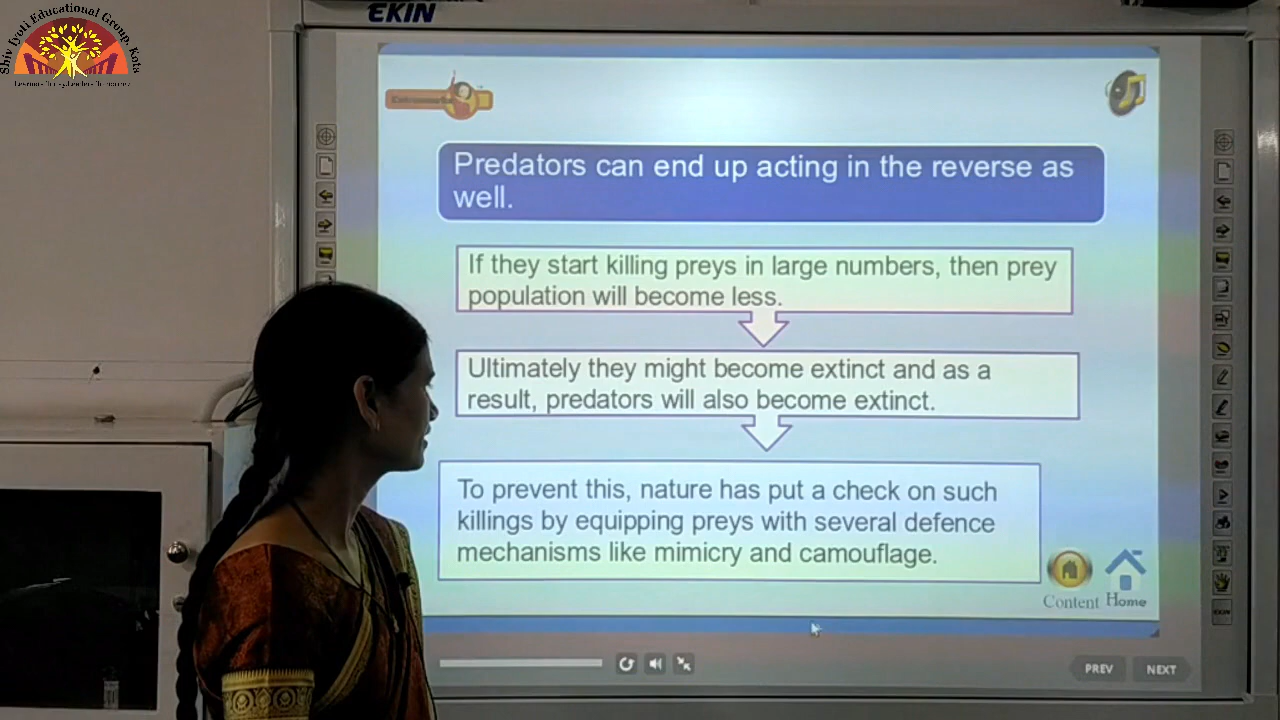 Shiv Jyoti Educational Group, Kota
EKIN
Predators can end up acting in the reverse as
well.
If they start killing preys in large numbers, then prey
population will become less.
Ultimately they might become extinct and as a
result, predators will also become extinct.
To prevent this, nature has put a check on such
killings by equipping preys with several defence
mechanisms like mimicry and camouflage.
Content Home
PREV NEXT
EKIN